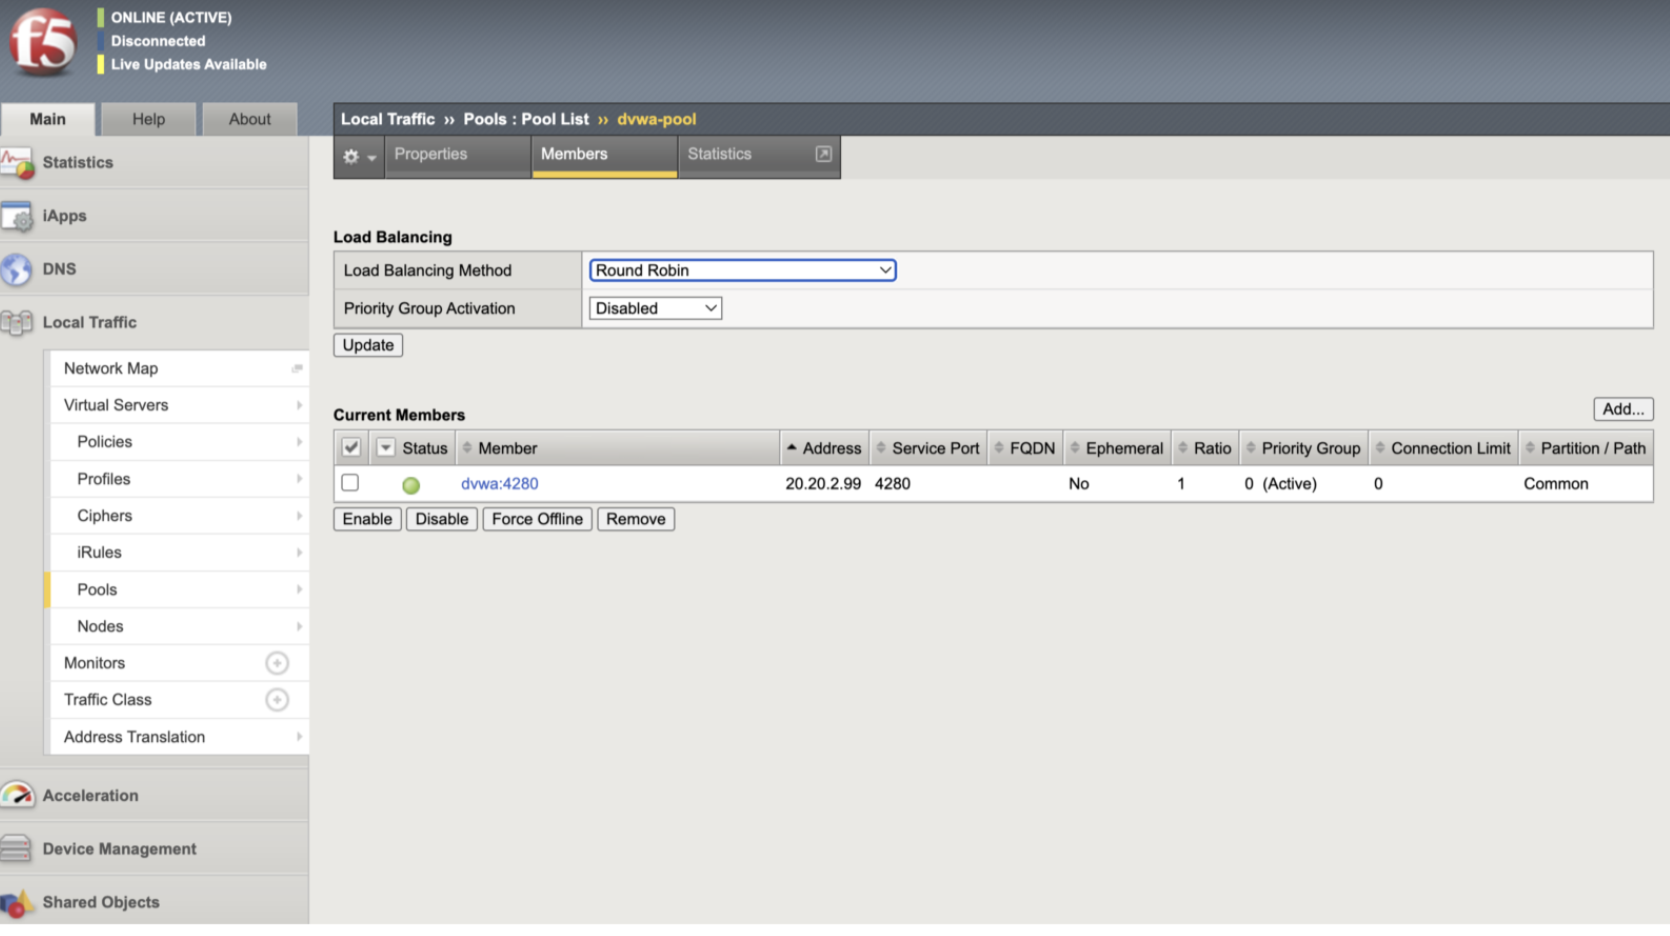 f5
ONLINE (ACTIVE)
Disconnected
Live Updates Available
Main Help About
Local Traffic ›› Pools : Pool List ›› dvwa-pool
Properties Members Statistics
Statistics
iApps
DNS
Local Traffic
Network Map
Virtual Servers
Policies
Profiles
Ciphers
iRules
Pools
Nodes
Monitors
Traffic Class
Address Translation
Acceleration
Device Management
Shared Objects
Load Balancing
Load Balancing Method Round Robin
Priority Group Activation Disabled
Update
Current Members Add...
Status Member Address Service Port FQDN Ephemeral Ratio Priority Group Connection Limit Partition / Path
dvwa:4280 20.20.2.99 4280 No 1 0 (Active) 0 Common
Enable Disable Force Offline Remove